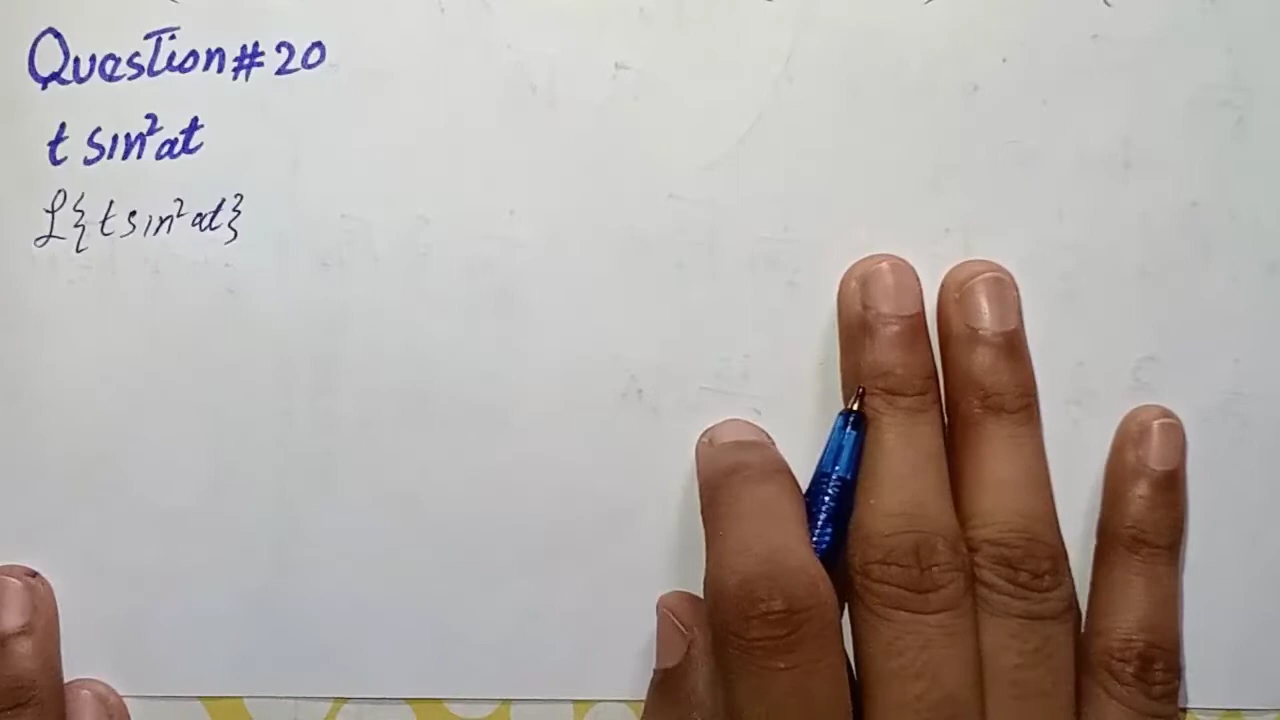 Question #20
t sin²at
ℒ{t sin²at}